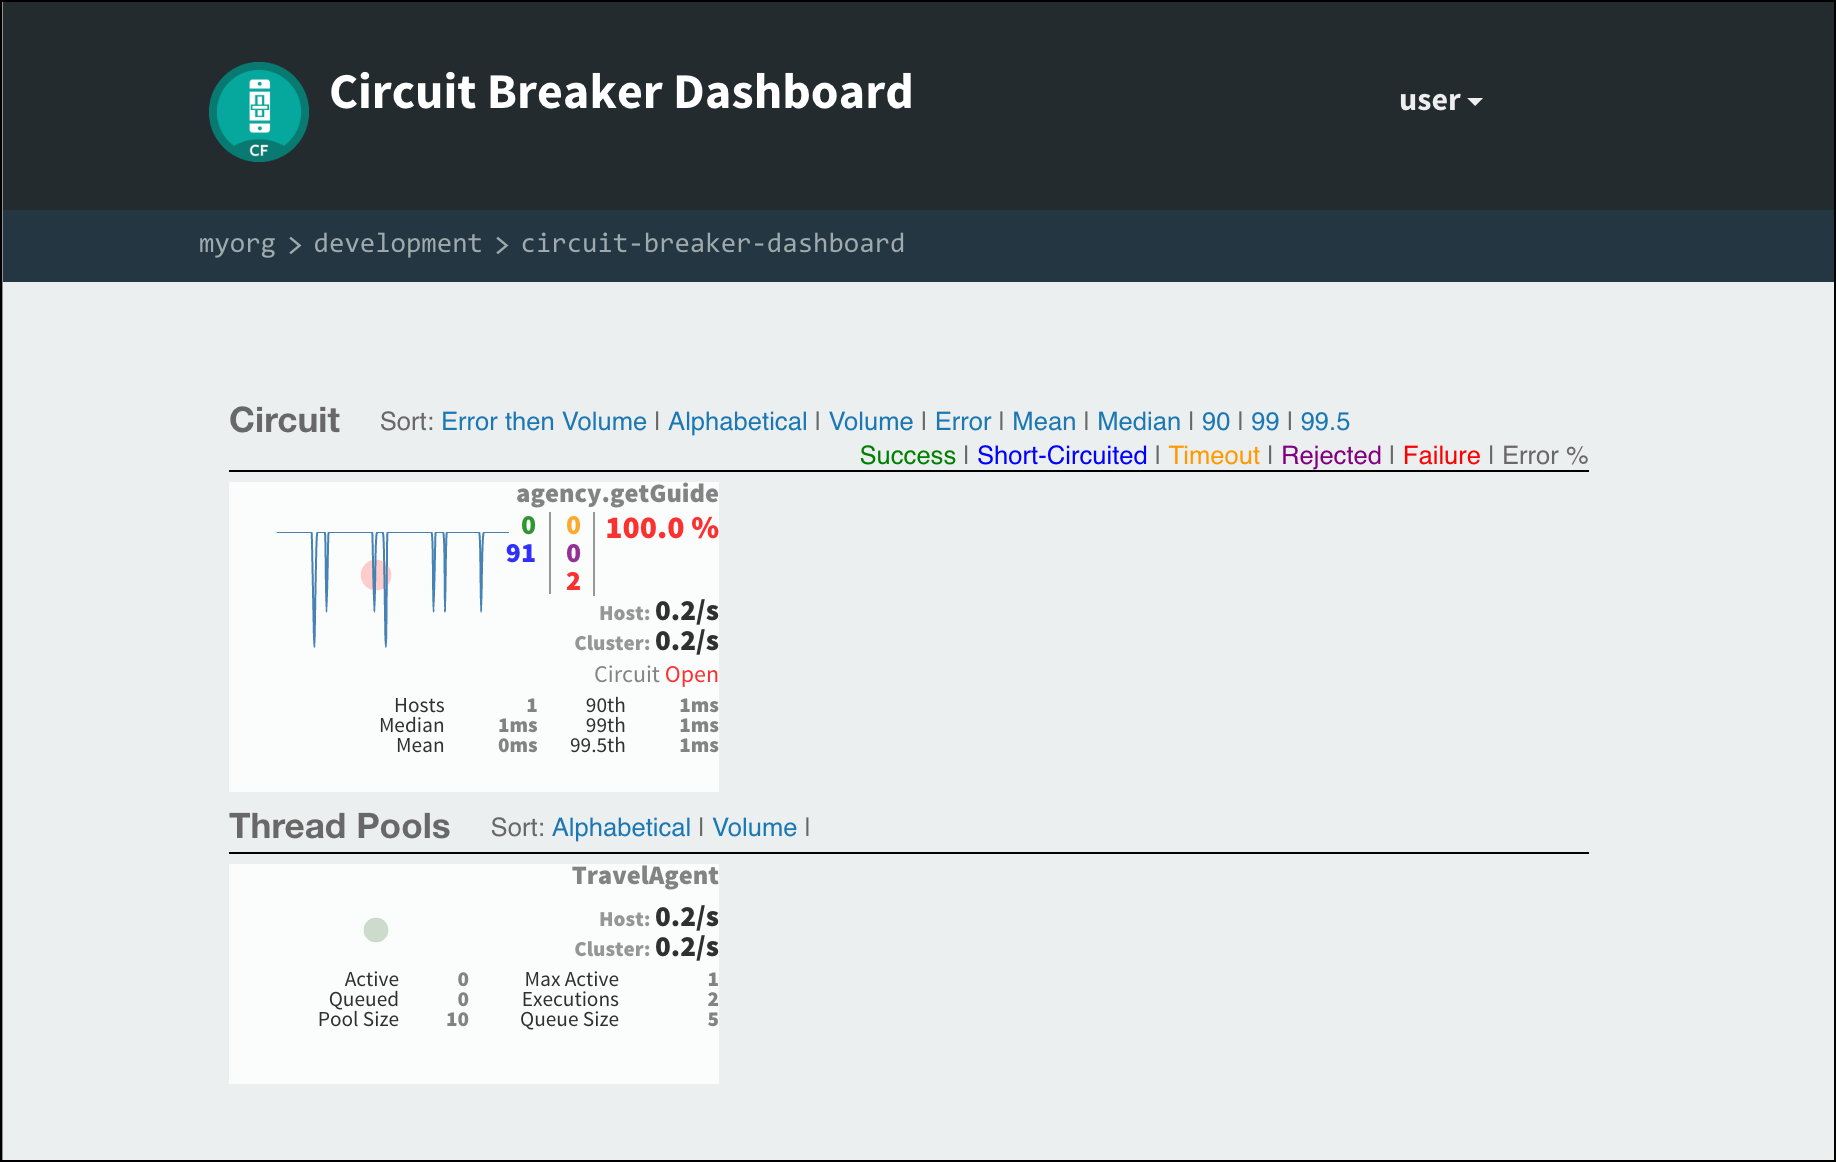 Circuit Breaker Dashboard
user
CF
myorg > development > circuit-breaker-dashboard
Circuit Sort: Error then Volume | Alphabetical | Volume | Error | Mean | Median | 90 | 99 | 99.5
Success | Short-Circuited | Timeout | Rejected | Failure | Error %
agency.getGuide
0 0 100.0 %
91 0
2
Host: 0.2/s
Cluster: 0.2/s
Circuit Open
Hosts 1 90th 1ms
Median 1ms 99th 1ms
Mean 0ms 99.5th 1ms
Thread Pools Sort: Alphabetical | Volume |
TravelAgent
Host: 0.2/s
Cluster: 0.2/s
Active 0 Max Active 1
Queued 0 Executions 2
Pool Size 10 Queue Size 5